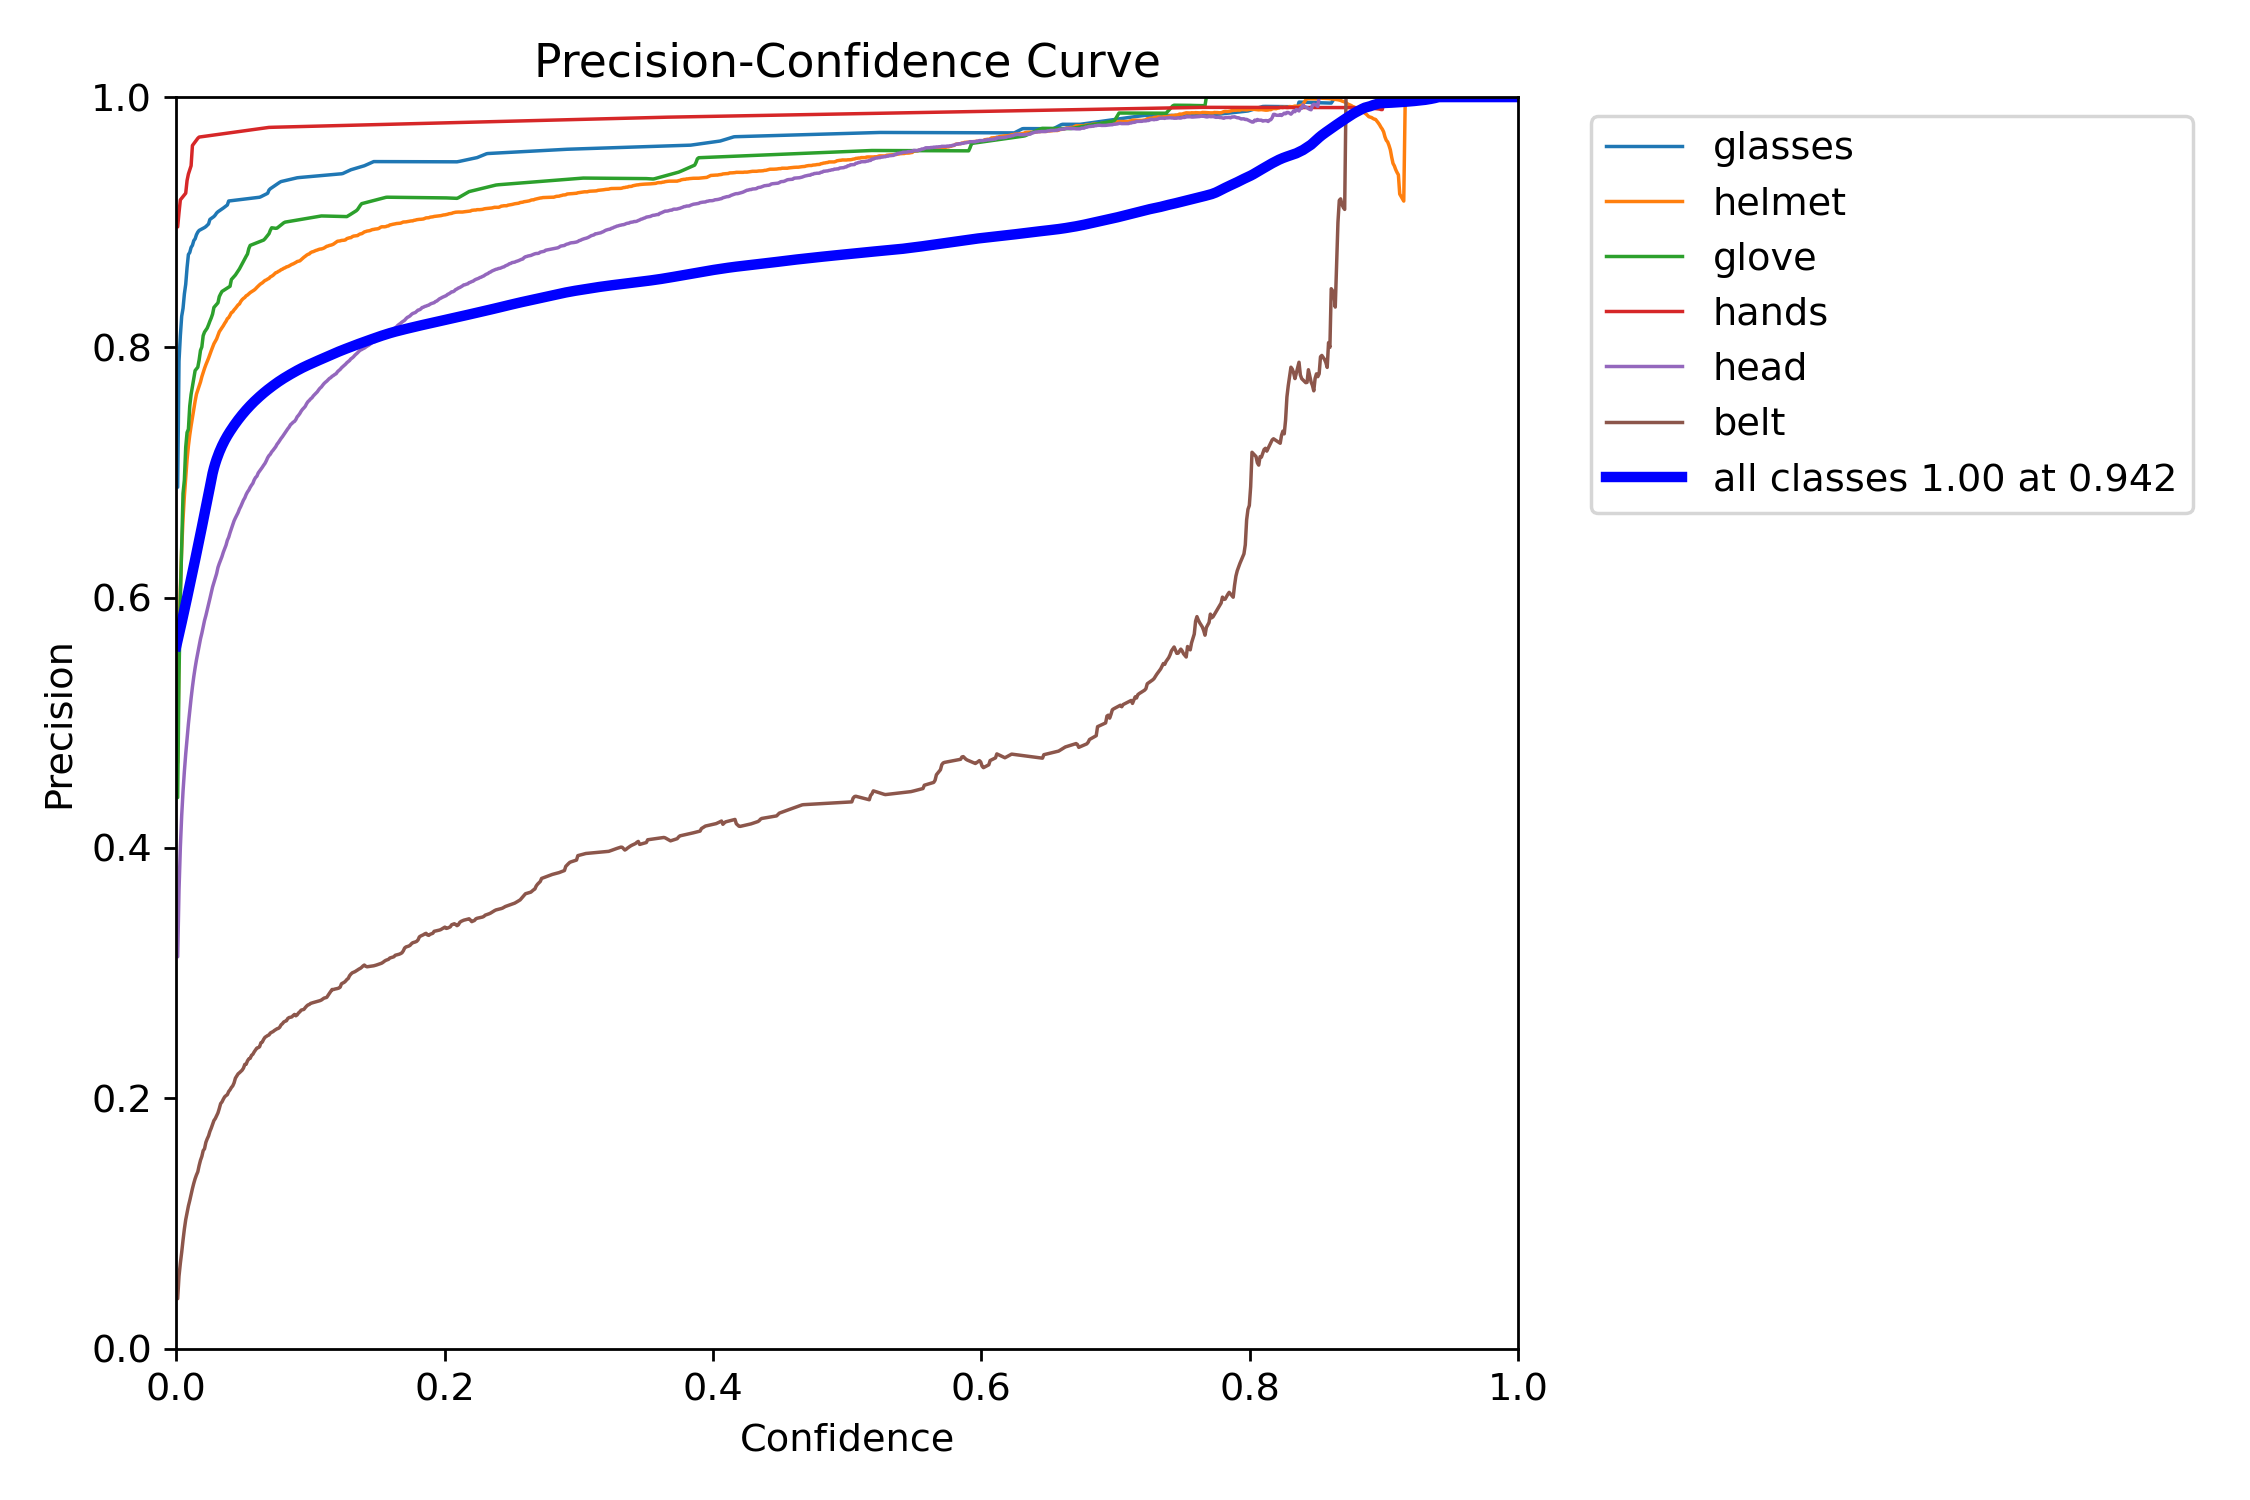 Precision-Confidence Curve
1.0
0.8
0.6
0.4
0.2
0.0
Precision
0.0 0.2 0.4 0.6 0.8 1.0
Confidence
glasses
helmet
glove
hands
head
belt
all classes 1.00 at 0.942